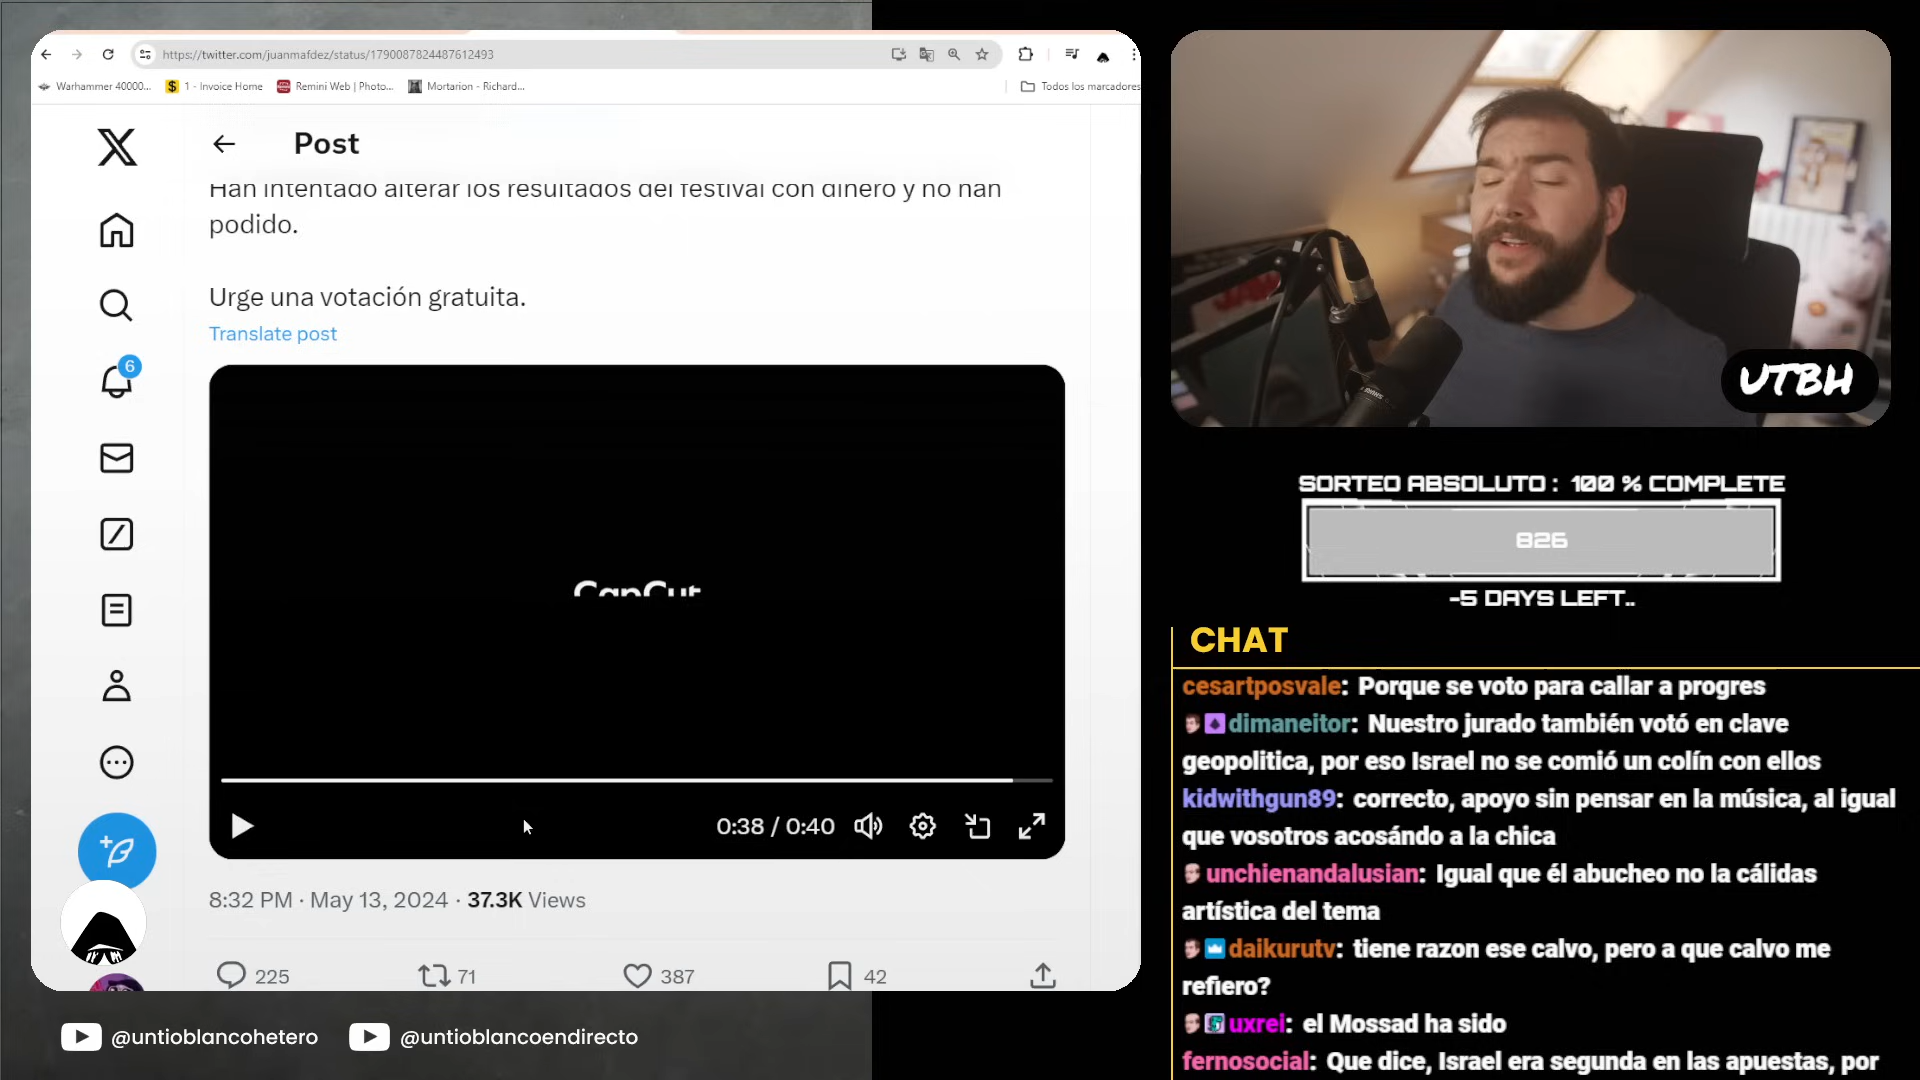 https://twitter.com/juanmafdez/status/1790087824487612493
Warhammer 40000...
$ 1 - Invoice Home
Remini Web | Photo...
Mortarion - Richard...
Todos los marcadores
Post
Han intentado alterar los resultados del festival con dinero y no han
podido.
Urge una votación gratuita.
Translate post
6
CapCut
0:38 / 0:40
8:32 PM · May 13, 2024 · 37.3K Views
225
71
387
42
@untioblancohetero
@untioblancoendirecto
UTBH
SORTEO ABSOLUTO : 100 % COMPLETE
826
-5 DAYS LEFT..
CHAT
cesartposvale: Porque se voto para callar a progres
dimaneitor: Nuestro jurado también votó en clave
geopolitica, por eso Israel no se comió un colín con ellos
kidwithgun89: correcto, apoyo sin pensar en la música, al igual
que vosotros acosándo a la chica
unchienandalusian: Igual que él abucheo no la cálidas
artística del tema
daikurutv: tiene razon ese calvo, pero a que calvo me
refiero?
uxrei: el Mossad ha sido
fernosocial: Que dice, Israel era segunda en las apuestas, por